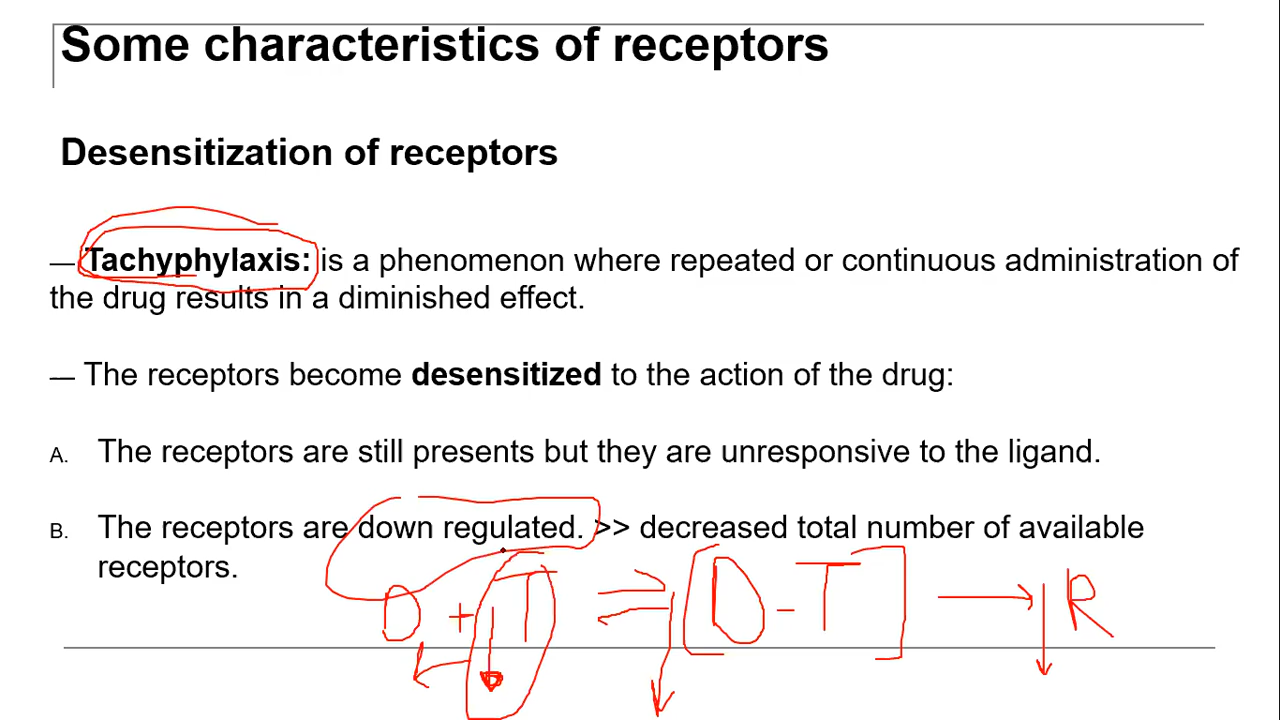 Some characteristics of receptors
Desensitization of receptors
— Tachyphylaxis: is a phenomenon where repeated or continuous administration of
the drug results in a diminished effect.
— The receptors become desensitized to the action of the drug:
A. The receptors are still presents but they are unresponsive to the ligand.
B. The receptors are down regulated. >> decreased total number of available
receptors.
D + ↓ T ⇌ ↓ [D - T] → ↓ R